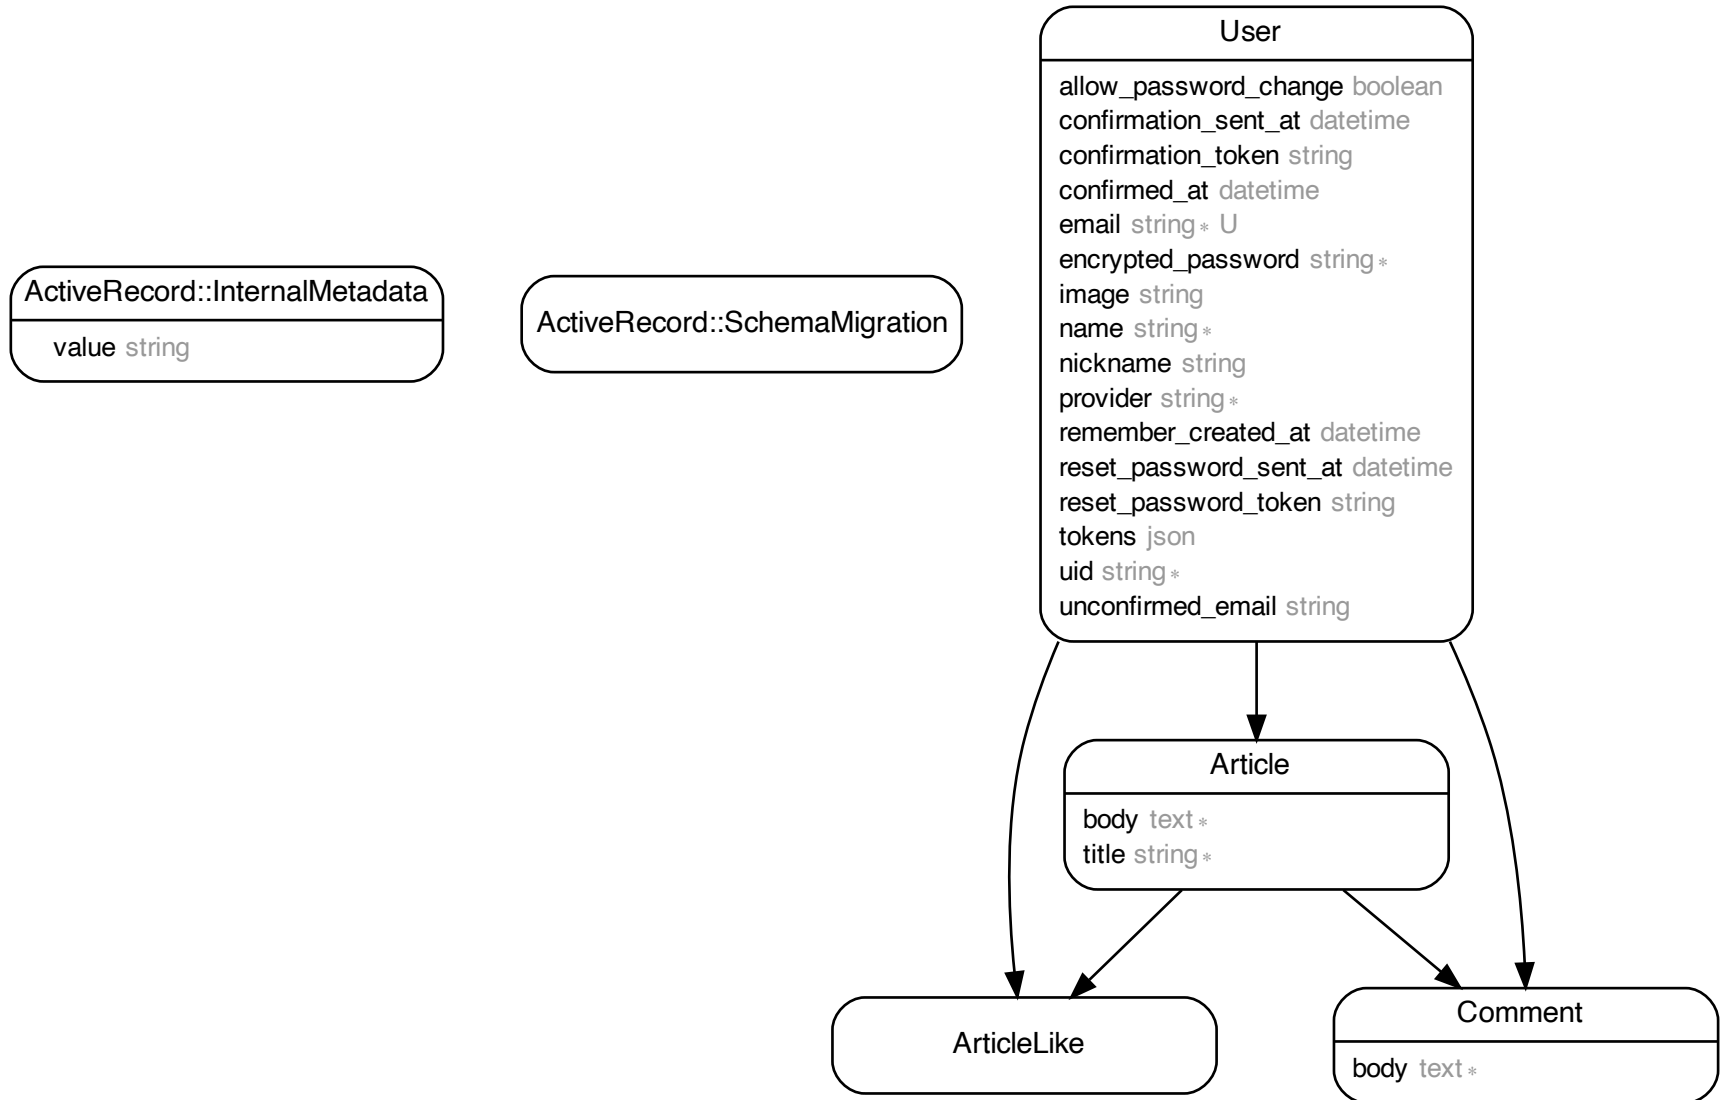 User
allow_password_change boolean
confirmation_sent_at datetime
confirmation_token string
confirmed_at datetime
email string* U
encrypted_password string*
image string
name string*
nickname string
provider string*
remember_created_at datetime
reset_password_sent_at datetime
reset_password_token string
tokens json
uid string*
unconfirmed_email string
ActiveRecord::InternalMetadata
value string
ActiveRecord::SchemaMigration
Article
body text*
title string*
ArticleLike
Comment
body text*